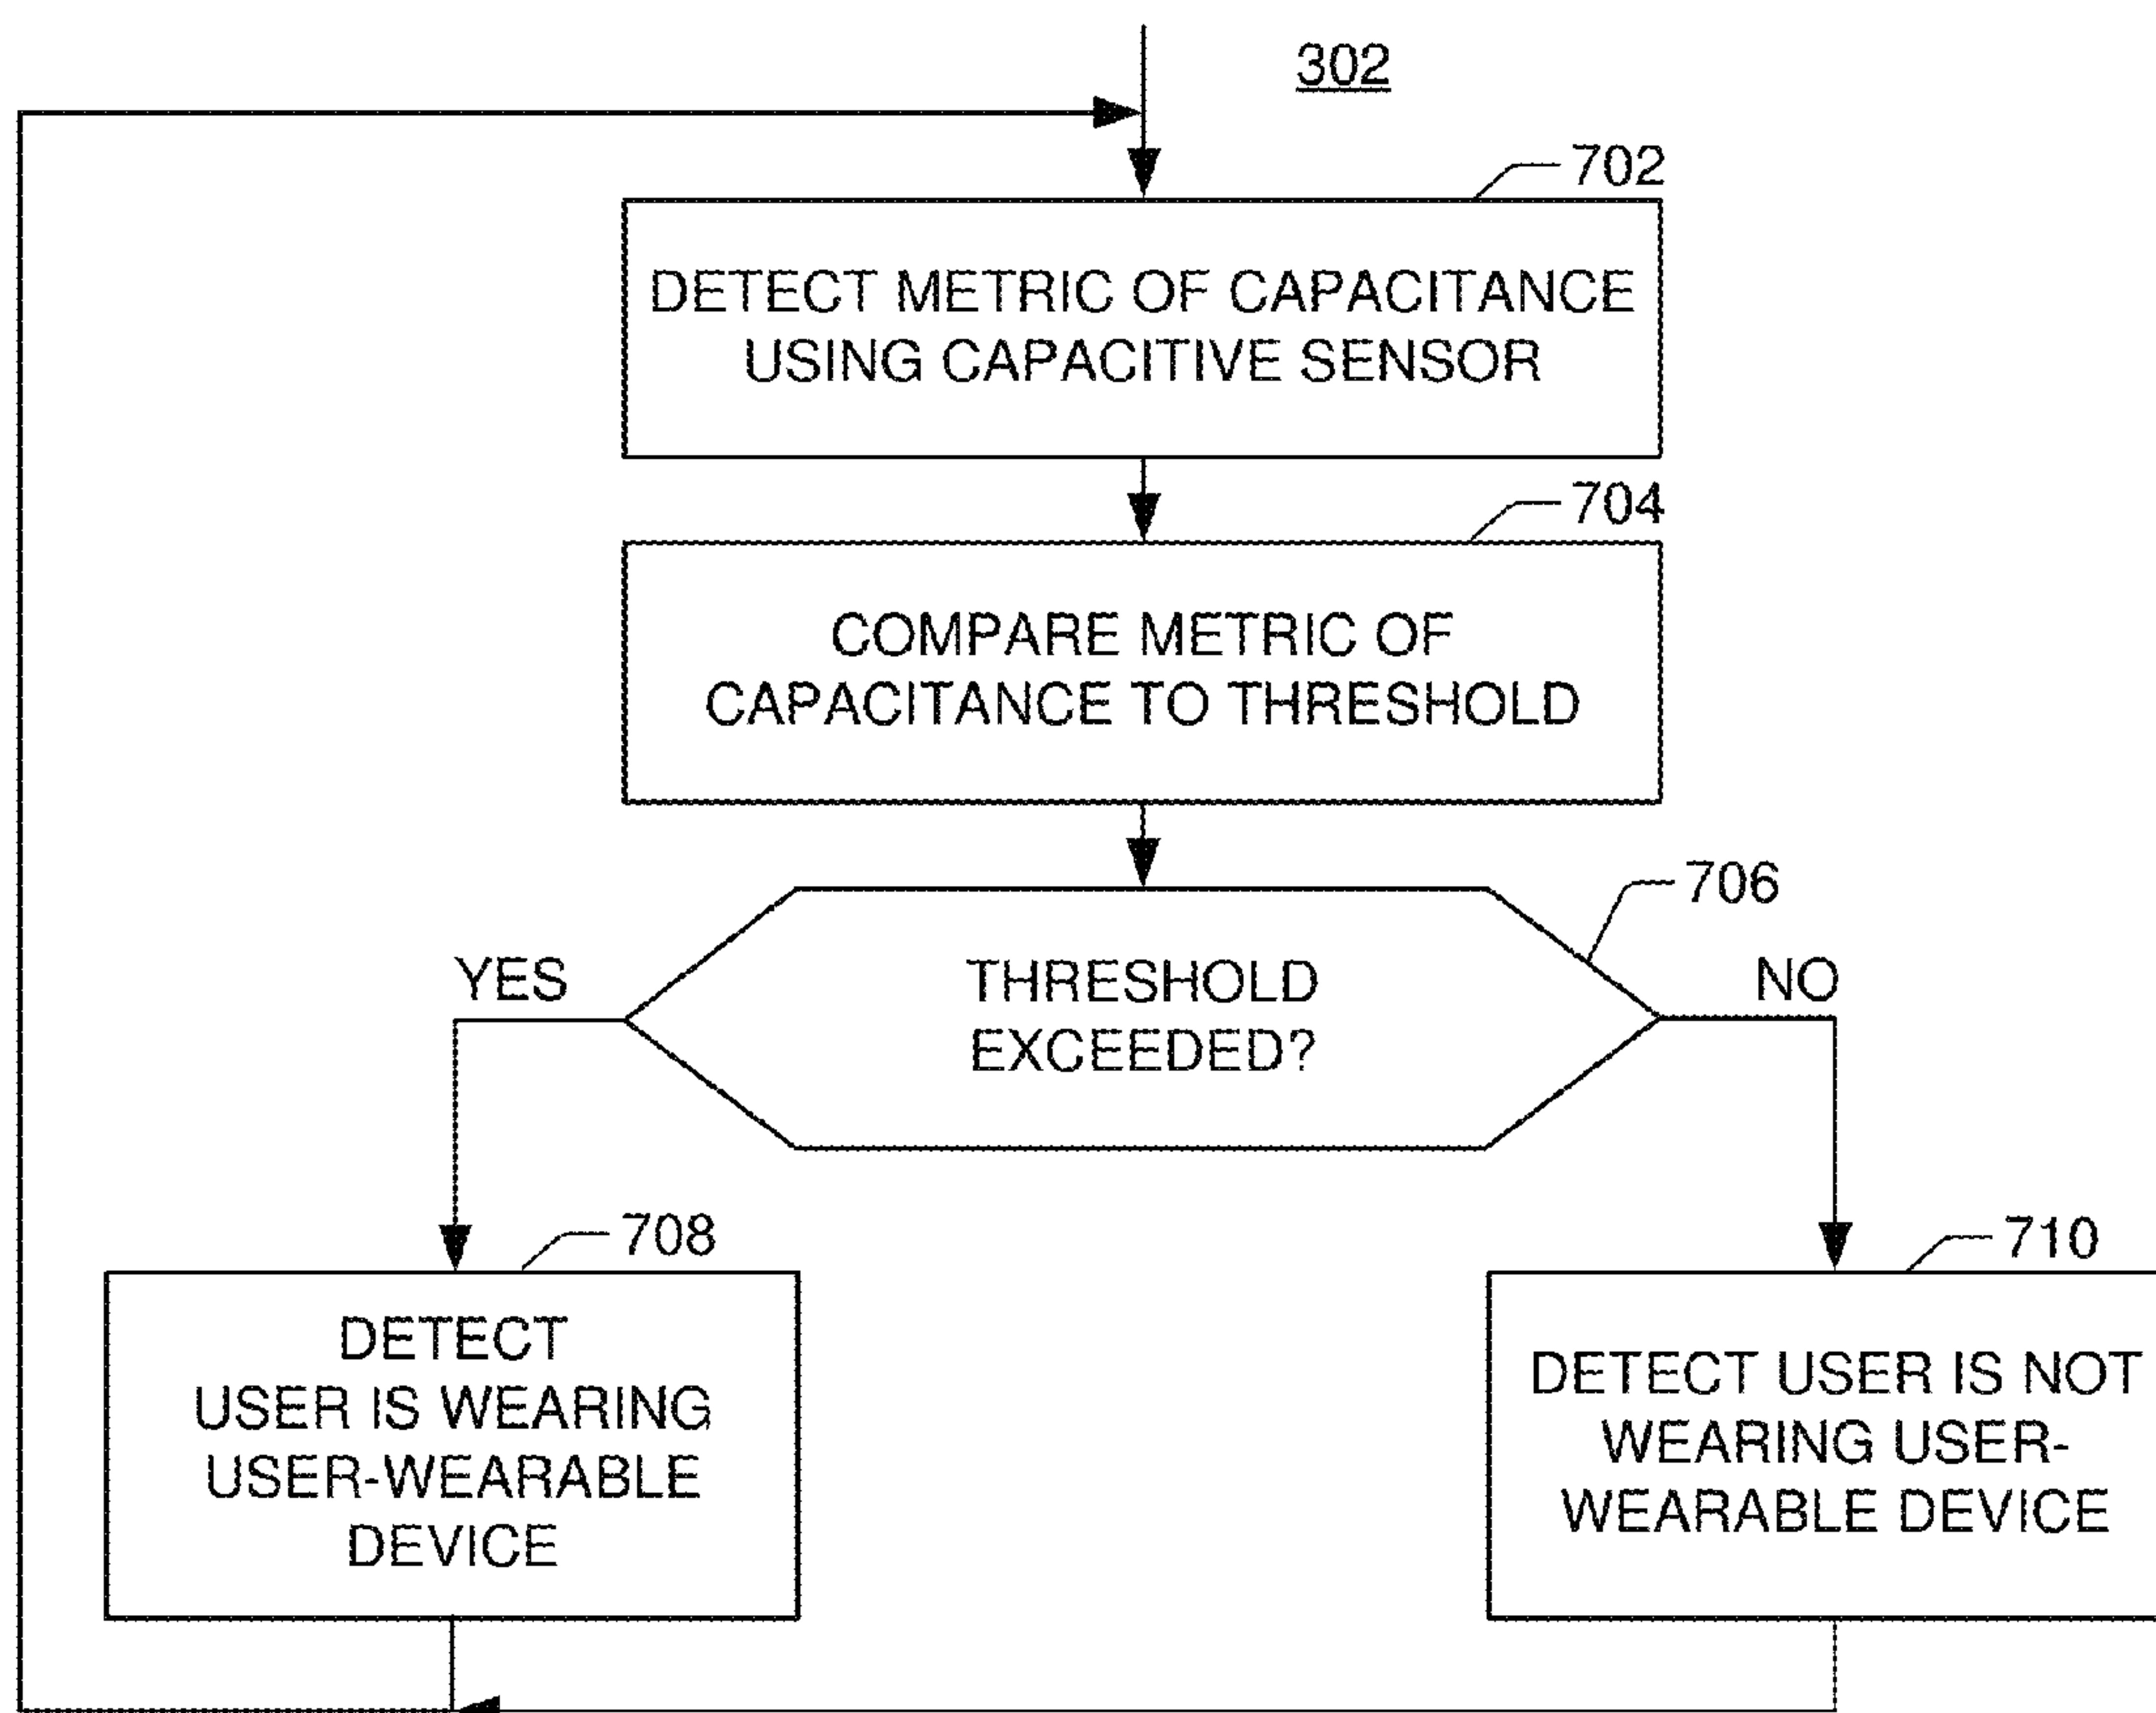 302
702
DETECT METRIC OF CAPACITANCE
USING CAPACITIVE SENSOR
704
COMPARE METRIC OF
CAPACITANCE TO THRESHOLD
706
YES
THRESHOLD
EXCEEDED?
NO
708
DETECT
USER IS WEARING
USER-WEARABLE
DEVICE
710
DETECT USER IS NOT
WEARING USER-
WEARABLE DEVICE